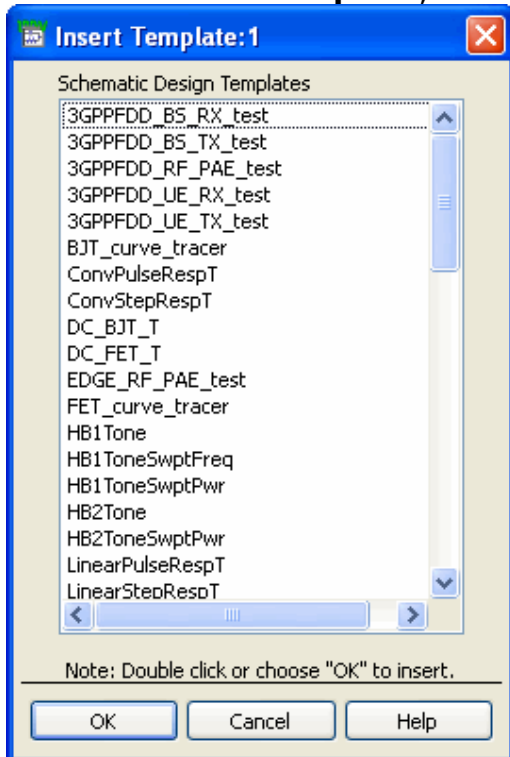 Insert Template:1
Schematic Design Templates
3GPPFDD_BS_RX_test
3GPPFDD_BS_TX_test
3GPPFDD_RF_PAE_test
3GPPFDD_UE_RX_test
3GPPFDD_UE_TX_test
BJT_curve_tracer
ConvPulseRespT
ConvStepRespT
DC_BJT_T
DC_FET_T
EDGE_RF_PAE_test
FET_curve_tracer
HB1Tone
HB1ToneSwptFreq
HB1ToneSwptPwr
HB2Tone
HB2ToneSwptPwr
LinearPulseRespT
LinearStepRespT
Note: Double click or choose "OK" to insert.
OK Cancel Help